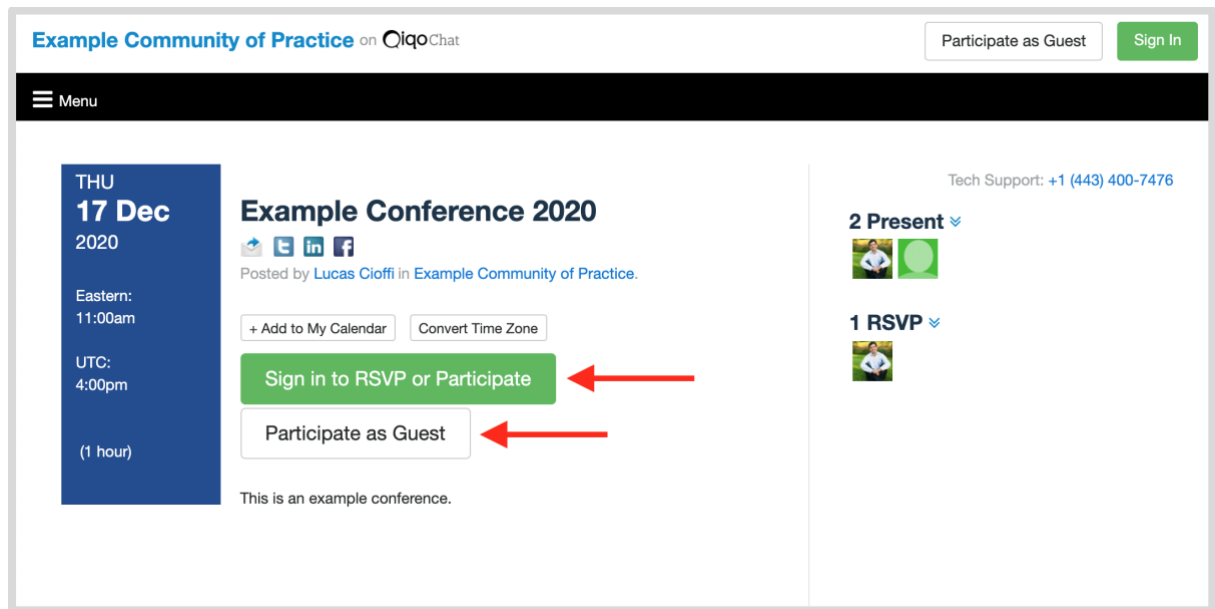 Example Community of Practice on QiqoChat
Participate as Guest
Sign In
Menu
THU
17 Dec
2020
Eastern:
11:00am
UTC:
4:00pm
(1 hour)
Example Conference 2020
Posted by Lucas Cioffi in Example Community of Practice.
+ Add to My Calendar
Convert Time Zone
Sign in to RSVP or Participate
Participate as Guest
This is an example conference.
Tech Support: +1 (443) 400-7476
2 Present
1 RSVP